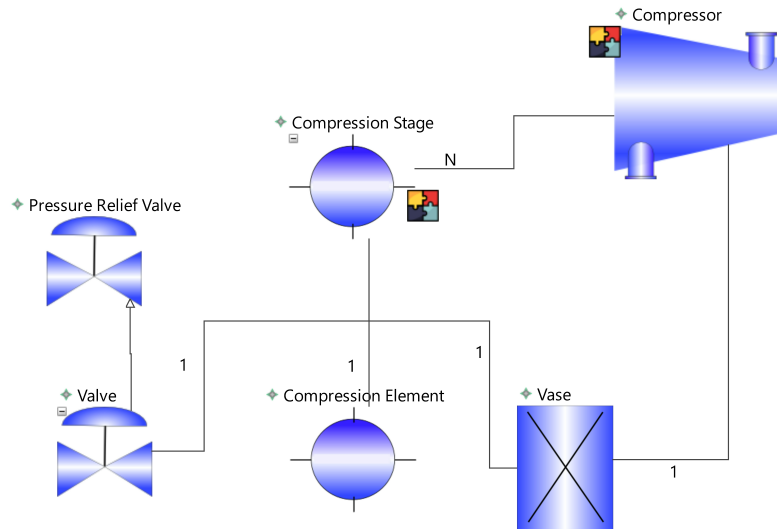 Compressor
Compression Stage
N
Pressure Relief Valve
1
1
1
Valve
Compression Element
Vase
1